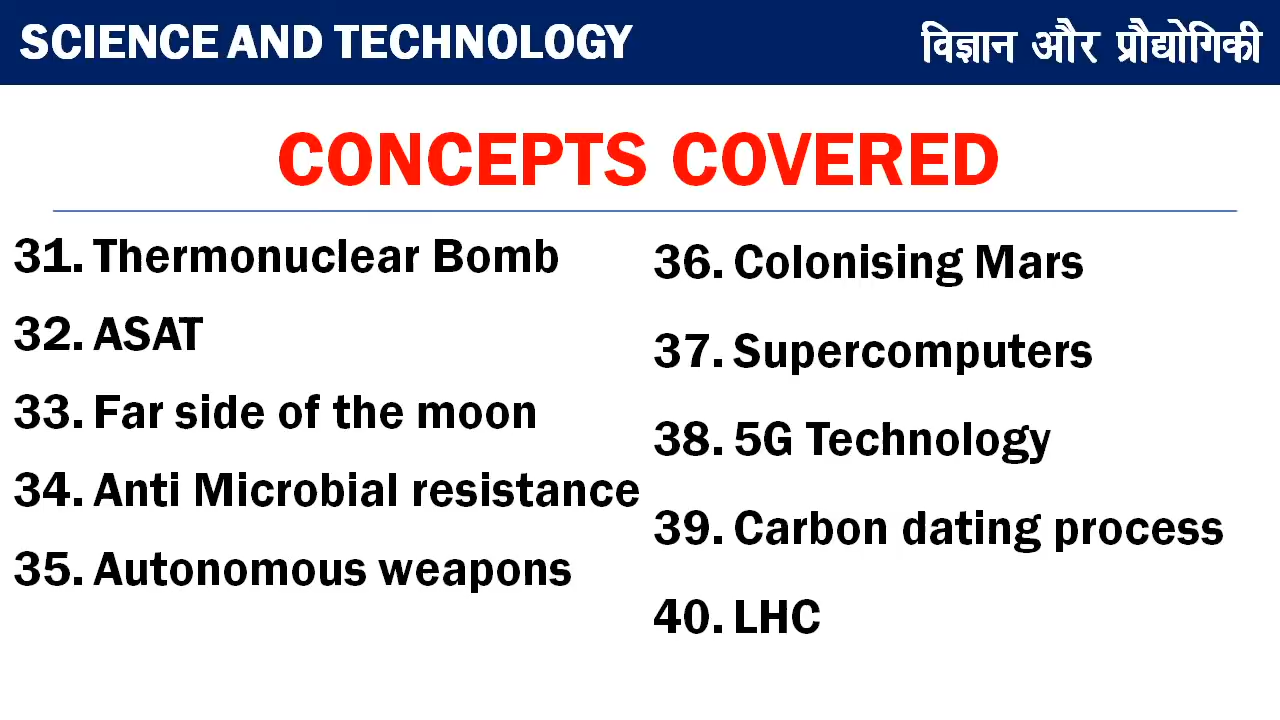 SCIENCE AND TECHNOLOGY
विज्ञान और प्रौद्योगिकी
CONCEPTS COVERED
31. Thermonuclear Bomb
32. ASAT
33. Far side of the moon
34. Anti Microbial resistance
35. Autonomous weapons
36. Colonising Mars
37. Supercomputers
38. 5G Technology
39. Carbon dating process
40. LHC